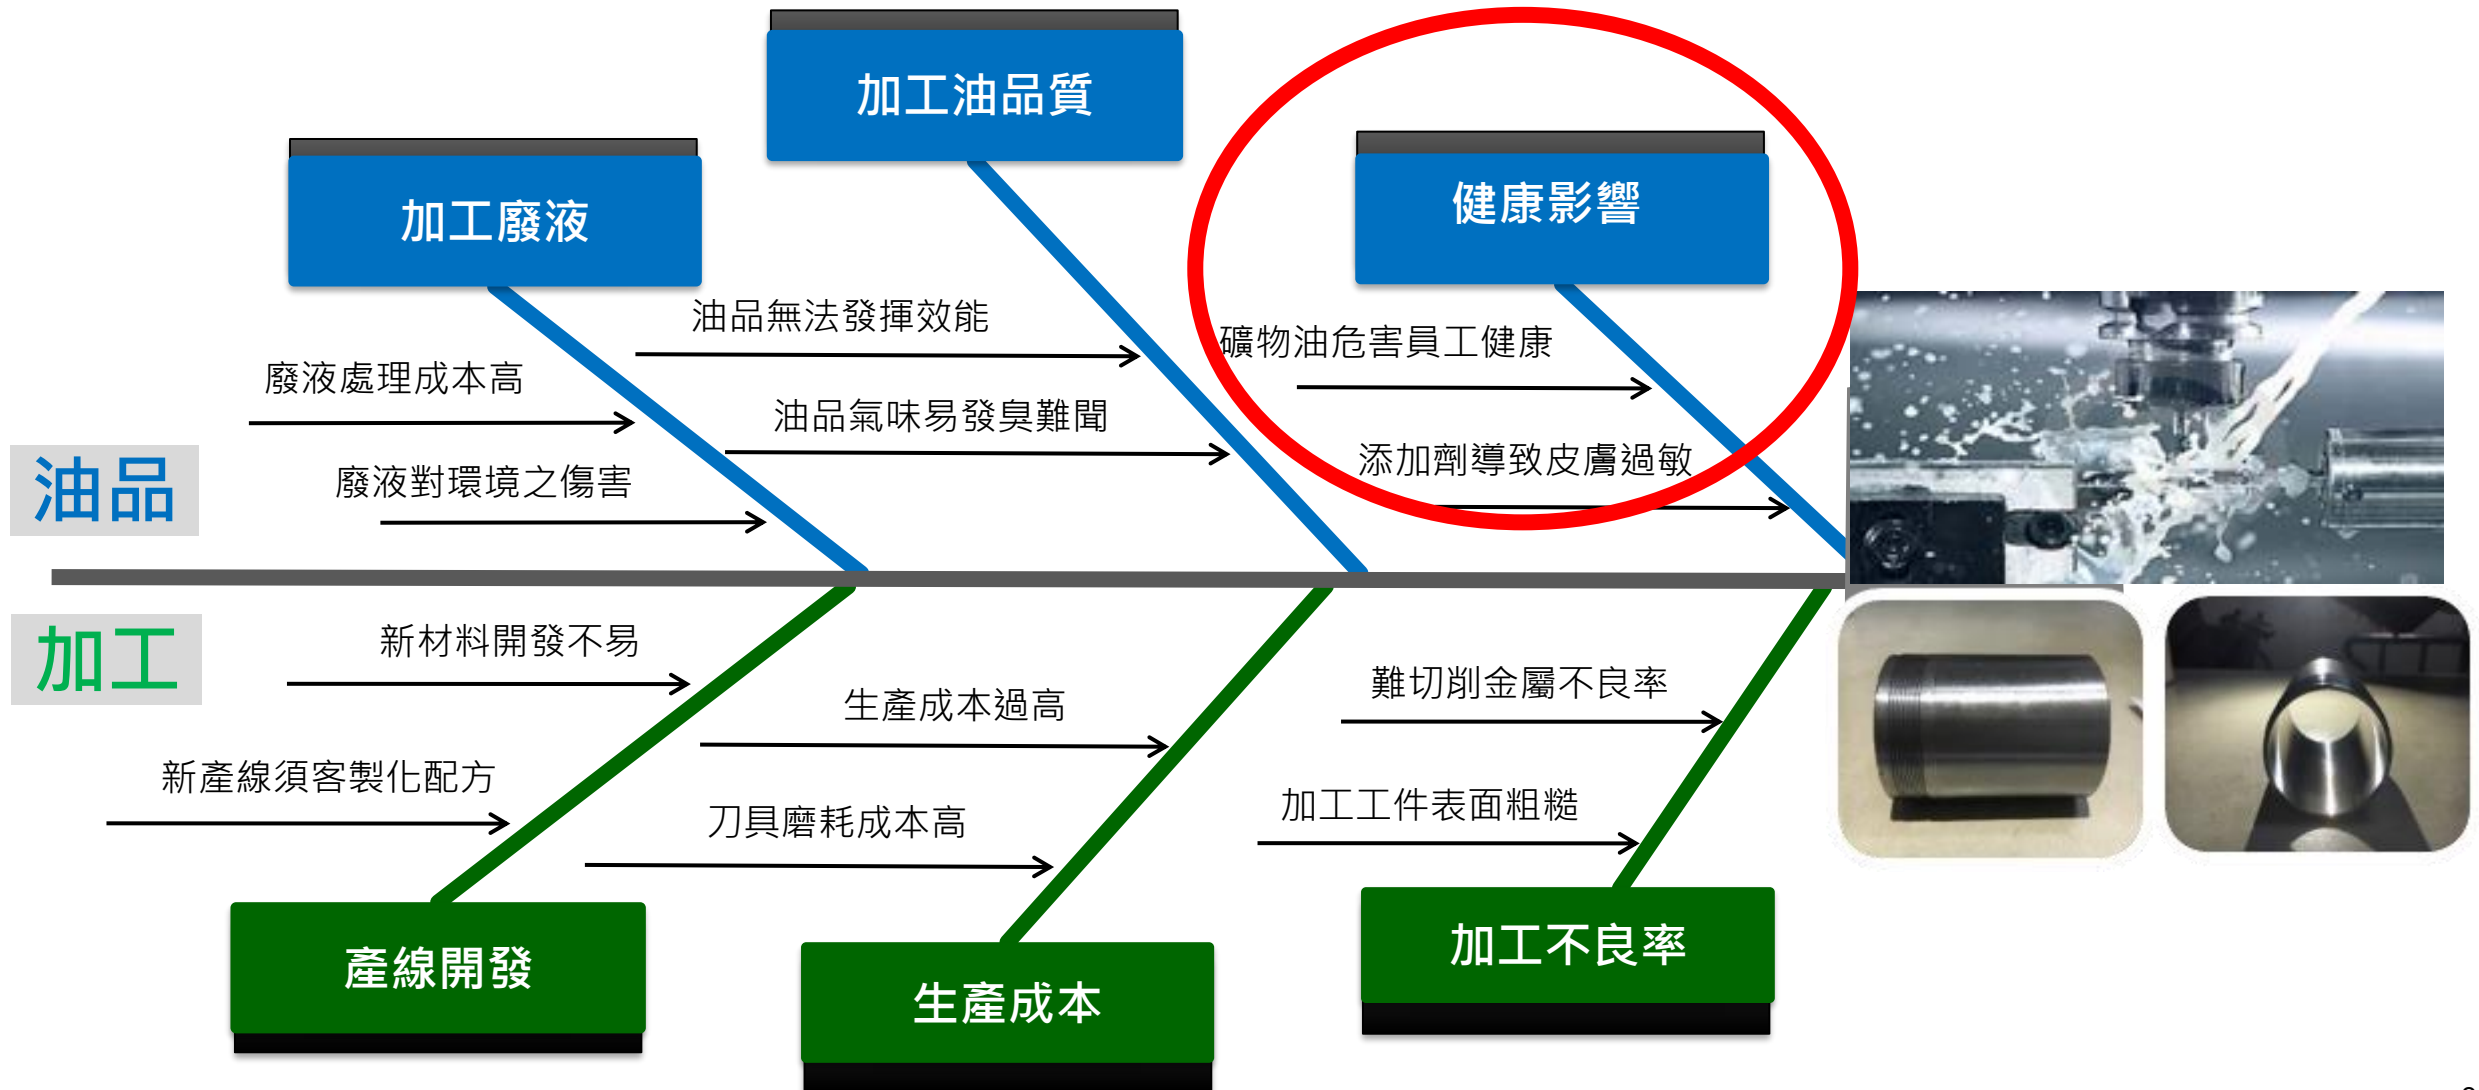 加工油品質
加工廢液
健康影響
油品無法發揮效能
礦物油危害員工健康
廢液處理成本高
油品氣味易發臭難聞
添加劑導致皮膚過敏
廢液對環境之傷害
油品
加工
新材料開發不易
生產成本過高
難切削金屬不良率
新產線須客製化配方
刀具磨耗成本高
加工工件表面粗糙
產線開發
生產成本
加工不良率